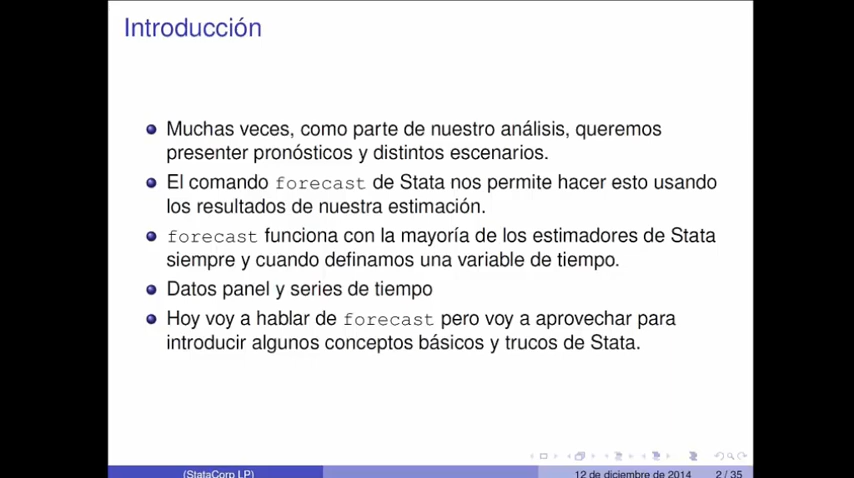 Introducción
Muchas veces, como parte de nuestro análisis, queremos
presenter pronósticos y distintos escenarios.
El comando forecast de Stata nos permite hacer esto usando
los resultados de nuestra estimación.
forecast funciona con la mayoría de los estimadores de Stata
siempre y cuando definamos una variable de tiempo.
Datos panel y series de tiempo
Hoy voy a hablar de forecast pero voy a aprovechar para
introducir algunos conceptos básicos y trucos de Stata.
(StataCorp LP) 12 de diciembre de 2014 2 / 35